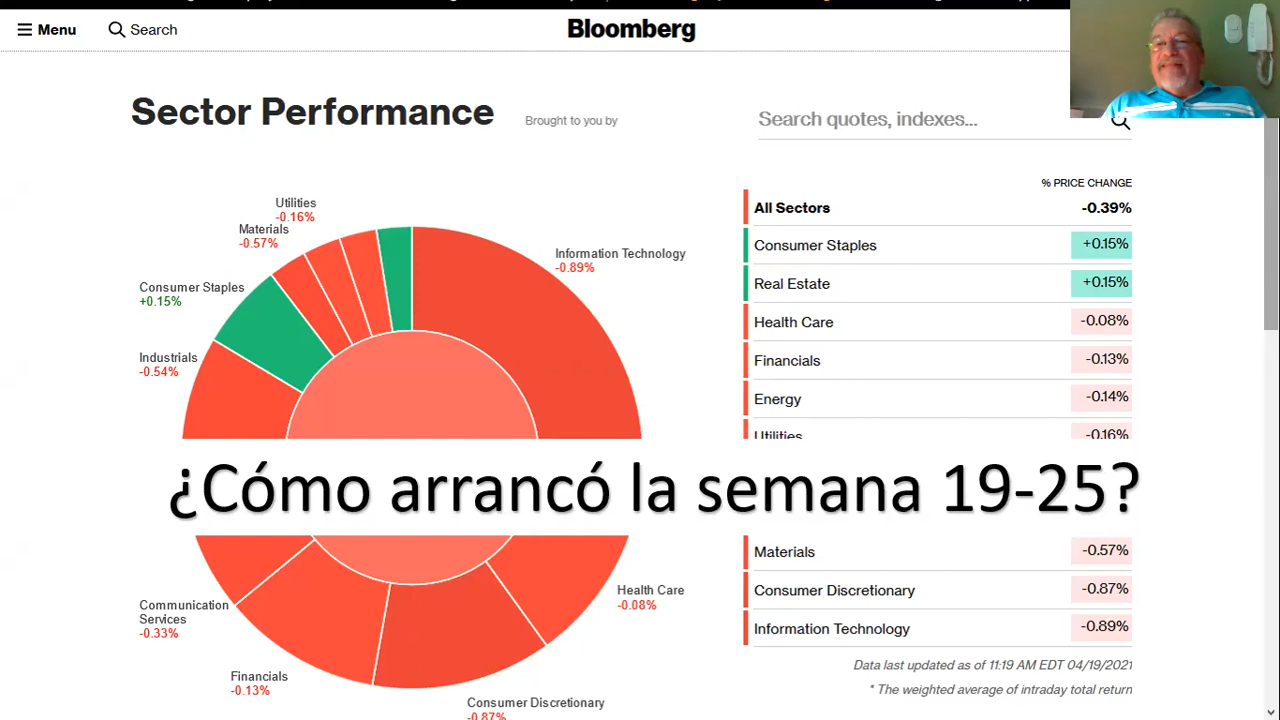 Menu
Search
Bloomberg
Sector Performance
Brought to you by
Search quotes, indexes...
Utilities
-0.16%
Materials
-0.57%
Consumer Staples
+0.15%
Industrials
-0.54%
Information Technology
-0.89%
% PRICE CHANGE
All Sectors -0.39%
Consumer Staples +0.15%
Real Estate +0.15%
Health Care -0.08%
Financials -0.13%
Energy -0.14%
Utilities -0.16%
¿Cómo arrancó la semana 19-25?
Communication
Services
-0.33%
Financials
-0.13%
Health Care
-0.08%
Consumer Discretionary
-0.87%
Materials -0.57%
Consumer Discretionary -0.87%
Information Technology -0.89%
Data last updated as of 11:19 AM EDT 04/19/2021
* The weighted average of intraday total return